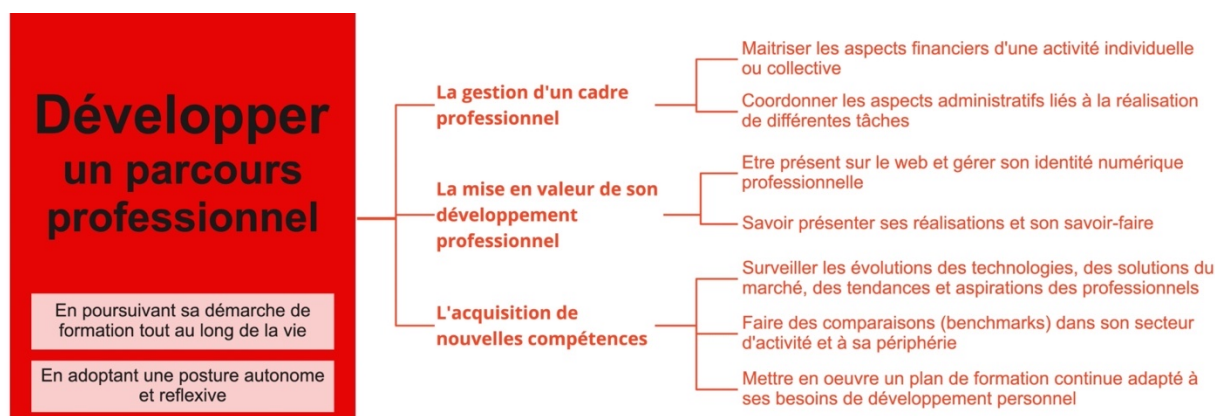 Développer
un parcours
professionnel
En poursuivant sa démarche de
formation tout au long de la vie
En adoptant une posture autonome
et reflexive
La gestion d'un cadre
professionnel
Maitriser les aspects financiers d'une activité individuelle
ou collective
Coordonner les aspects administratifs liés à la réalisation
de différentes tâches
La mise en valeur de son
développement
professionnel
Etre présent sur le web et gérer son identité numérique
professionnelle
Savoir présenter ses réalisations et son savoir-faire
L'acquisition de
nouvelles compétences
Surveiller les évolutions des technologies, des solutions du
marché, des tendances et aspirations des professionnels
Faire des comparaisons (benchmarks) dans son secteur
d'activité et à sa périphérie
Mettre en oeuvre un plan de formation continue adapté à
ses besoins de développement personnel